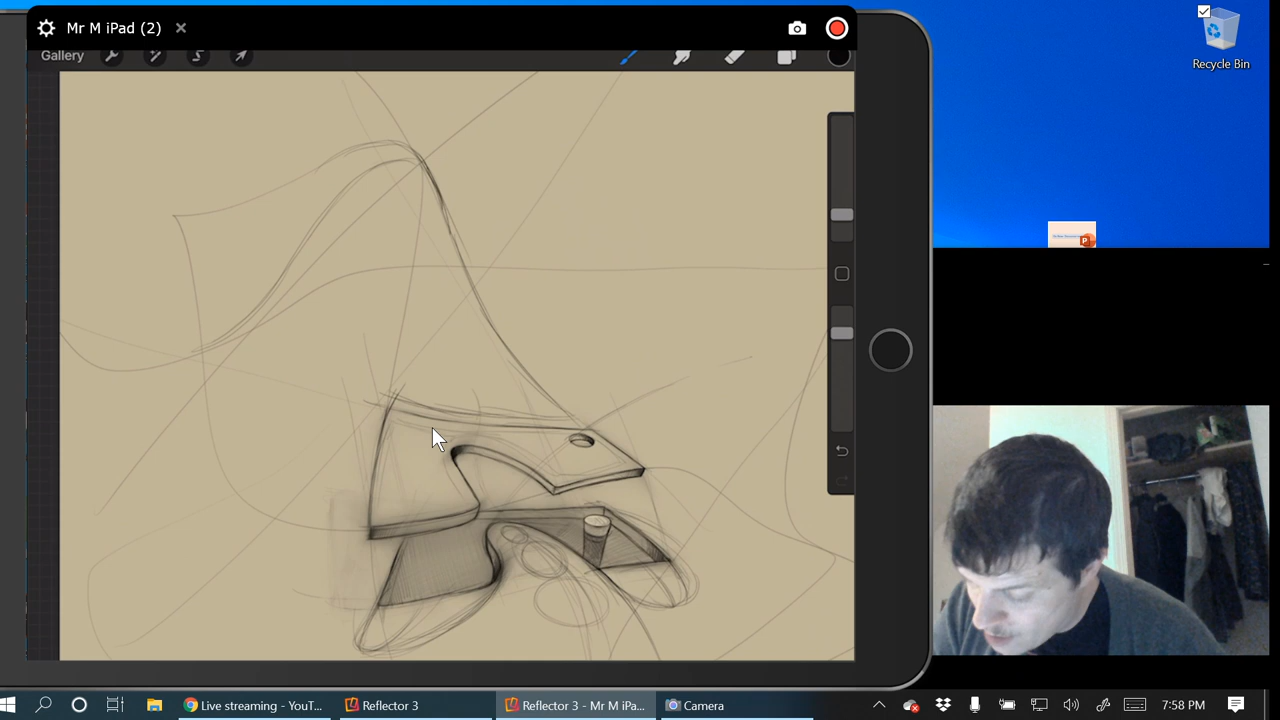 Mr M iPad (2)
Gallery
Recycle Bin
Live streaming - YouT...
Reflector 3
Reflector 3 - Mr M iPa...
Camera
7:58 PM